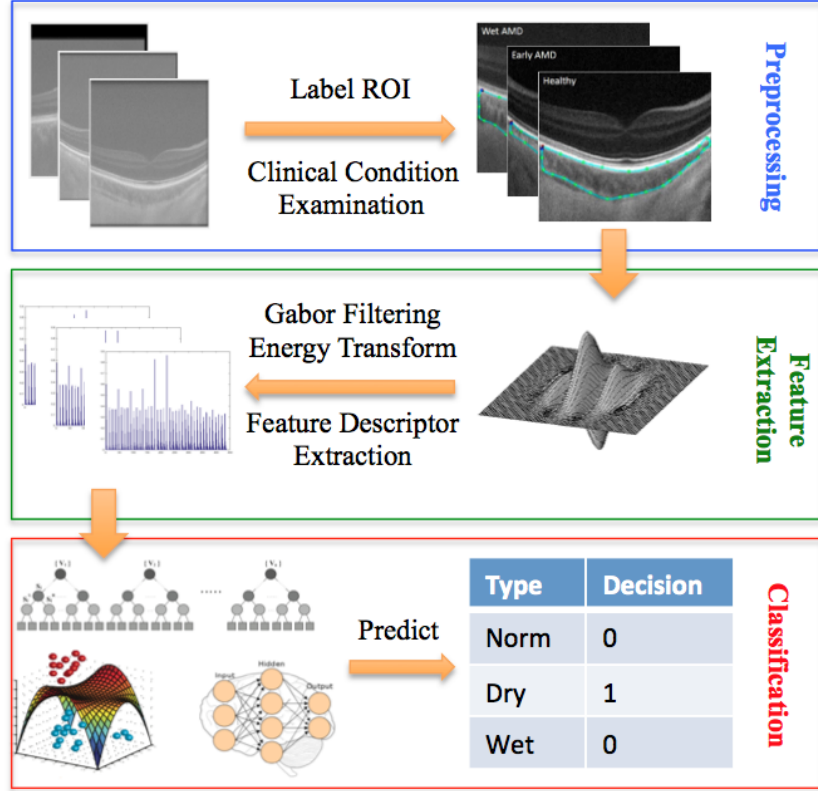 Label ROI
Clinical Condition
Examination
Wet AMD
Early AMD
Healthy
Preprocessing
Gabor Filtering
Energy Transform
Feature Descriptor
Extraction
Feature
Extraction
Predict
Input
Hidden
Output
Type Decision
Norm 0
Dry 1
Wet 0
Classification